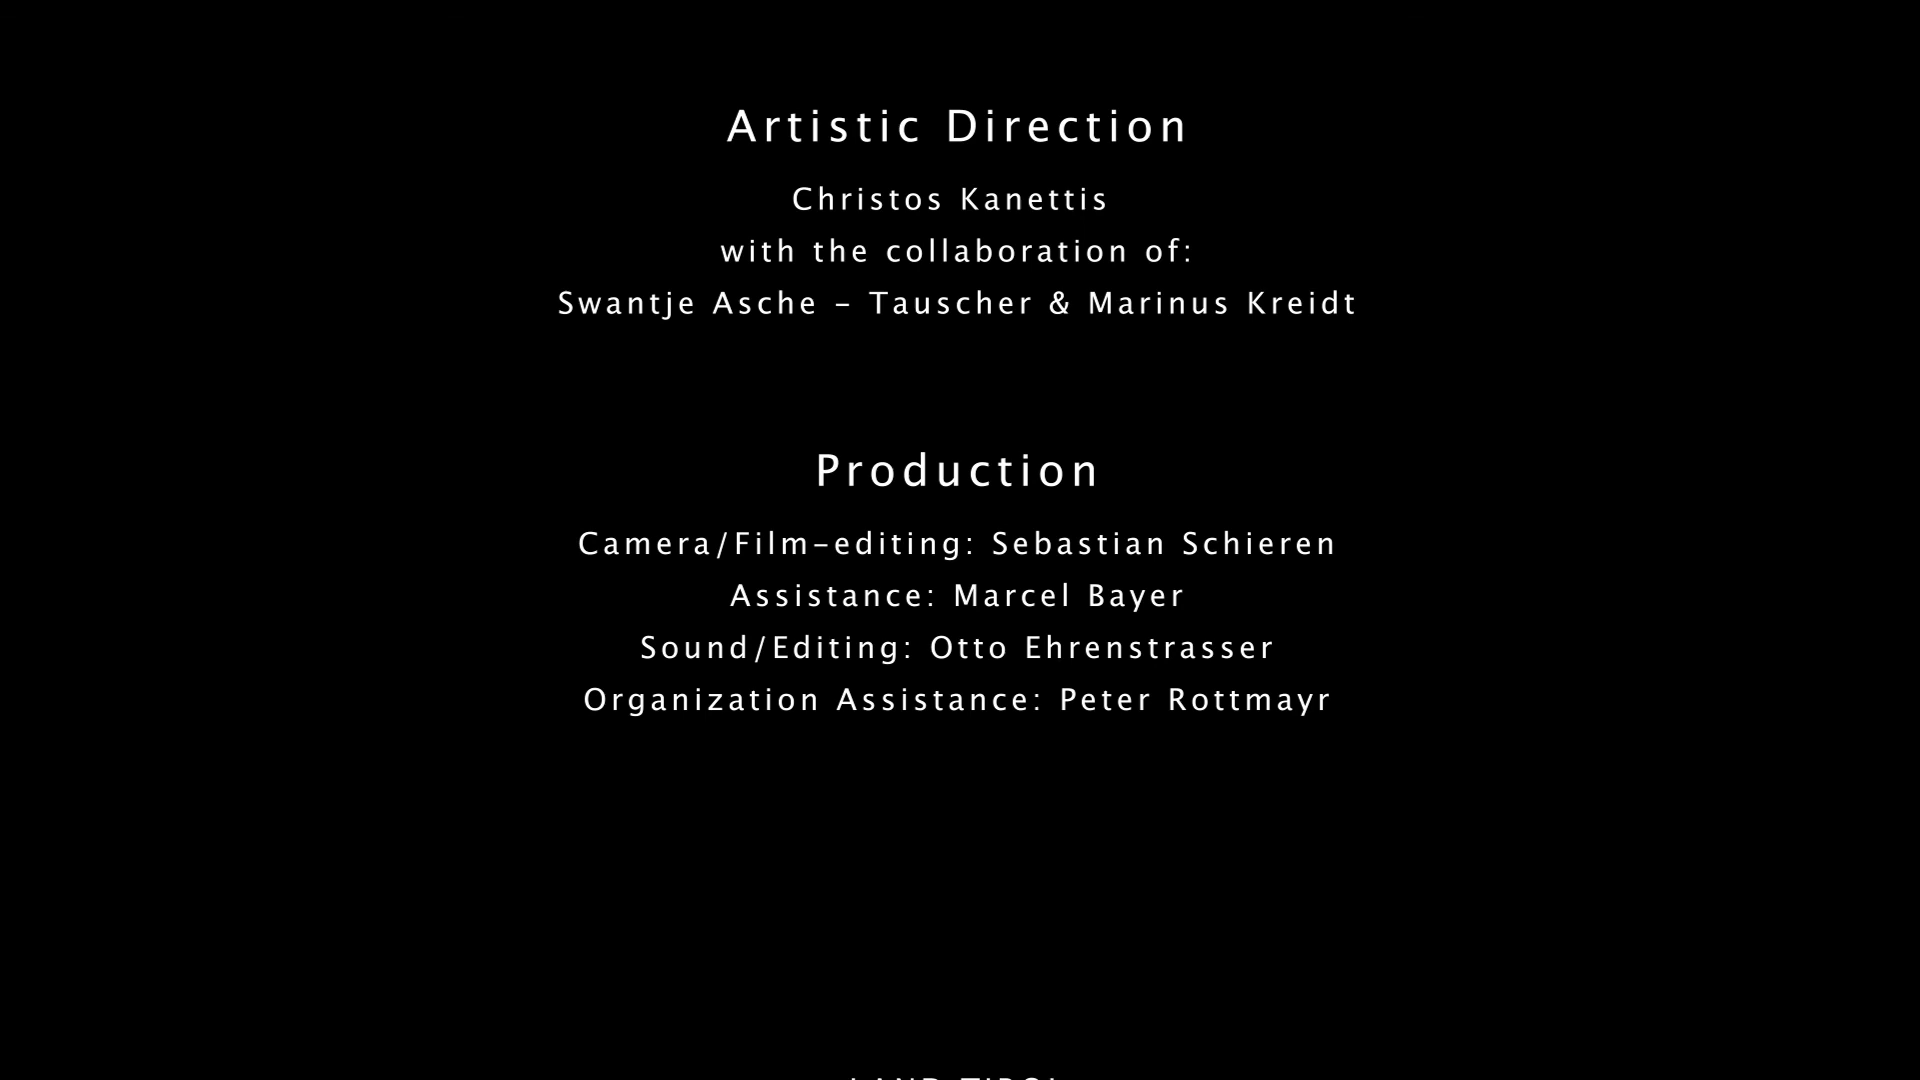 Artistic Direction
Christos Kanettis
with the collaboration of:
Swantje Asche - Tauscher & Marinus Kreidt
Production
Camera/Film-editing: Sebastian Schieren
Assistance: Marcel Bayer
Sound/Editing: Otto Ehrenstrasser
Organization Assistance: Peter Rottmayr